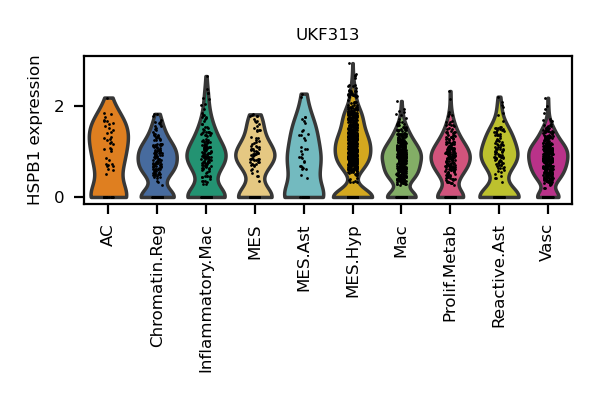 UKF313
HSPB1 expression
2
0
AC
Chromatin.Reg
Inflammatory.Mac
MES
MES.Ast
MES.Hyp
Mac
Prolif.Metab
Reactive.Ast
Vasc